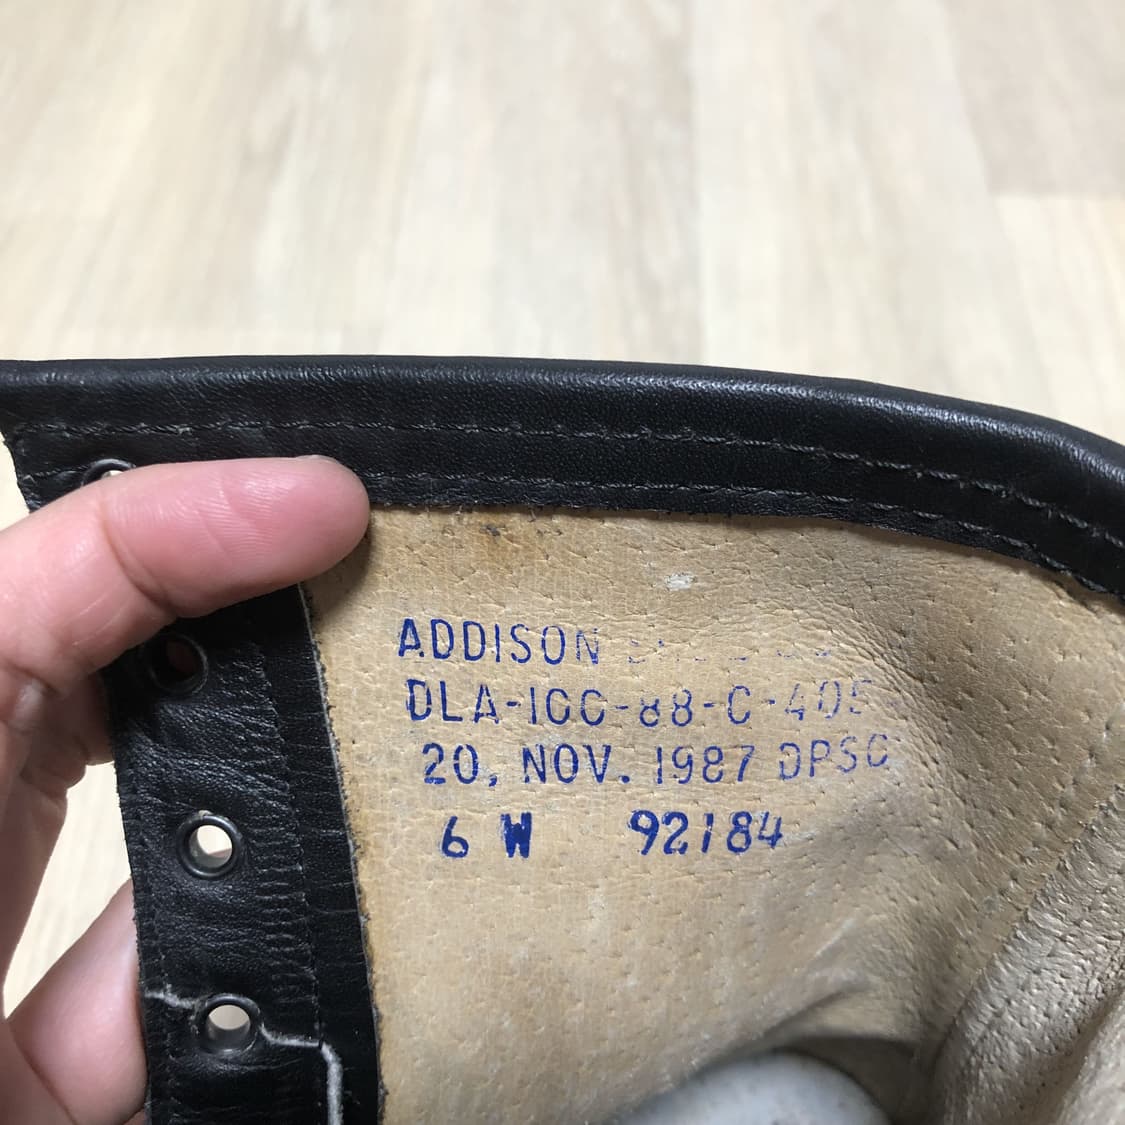 ADDISON
DLA-100-88-C-405
20, NOV. 1987 DPSC
6 W 92184